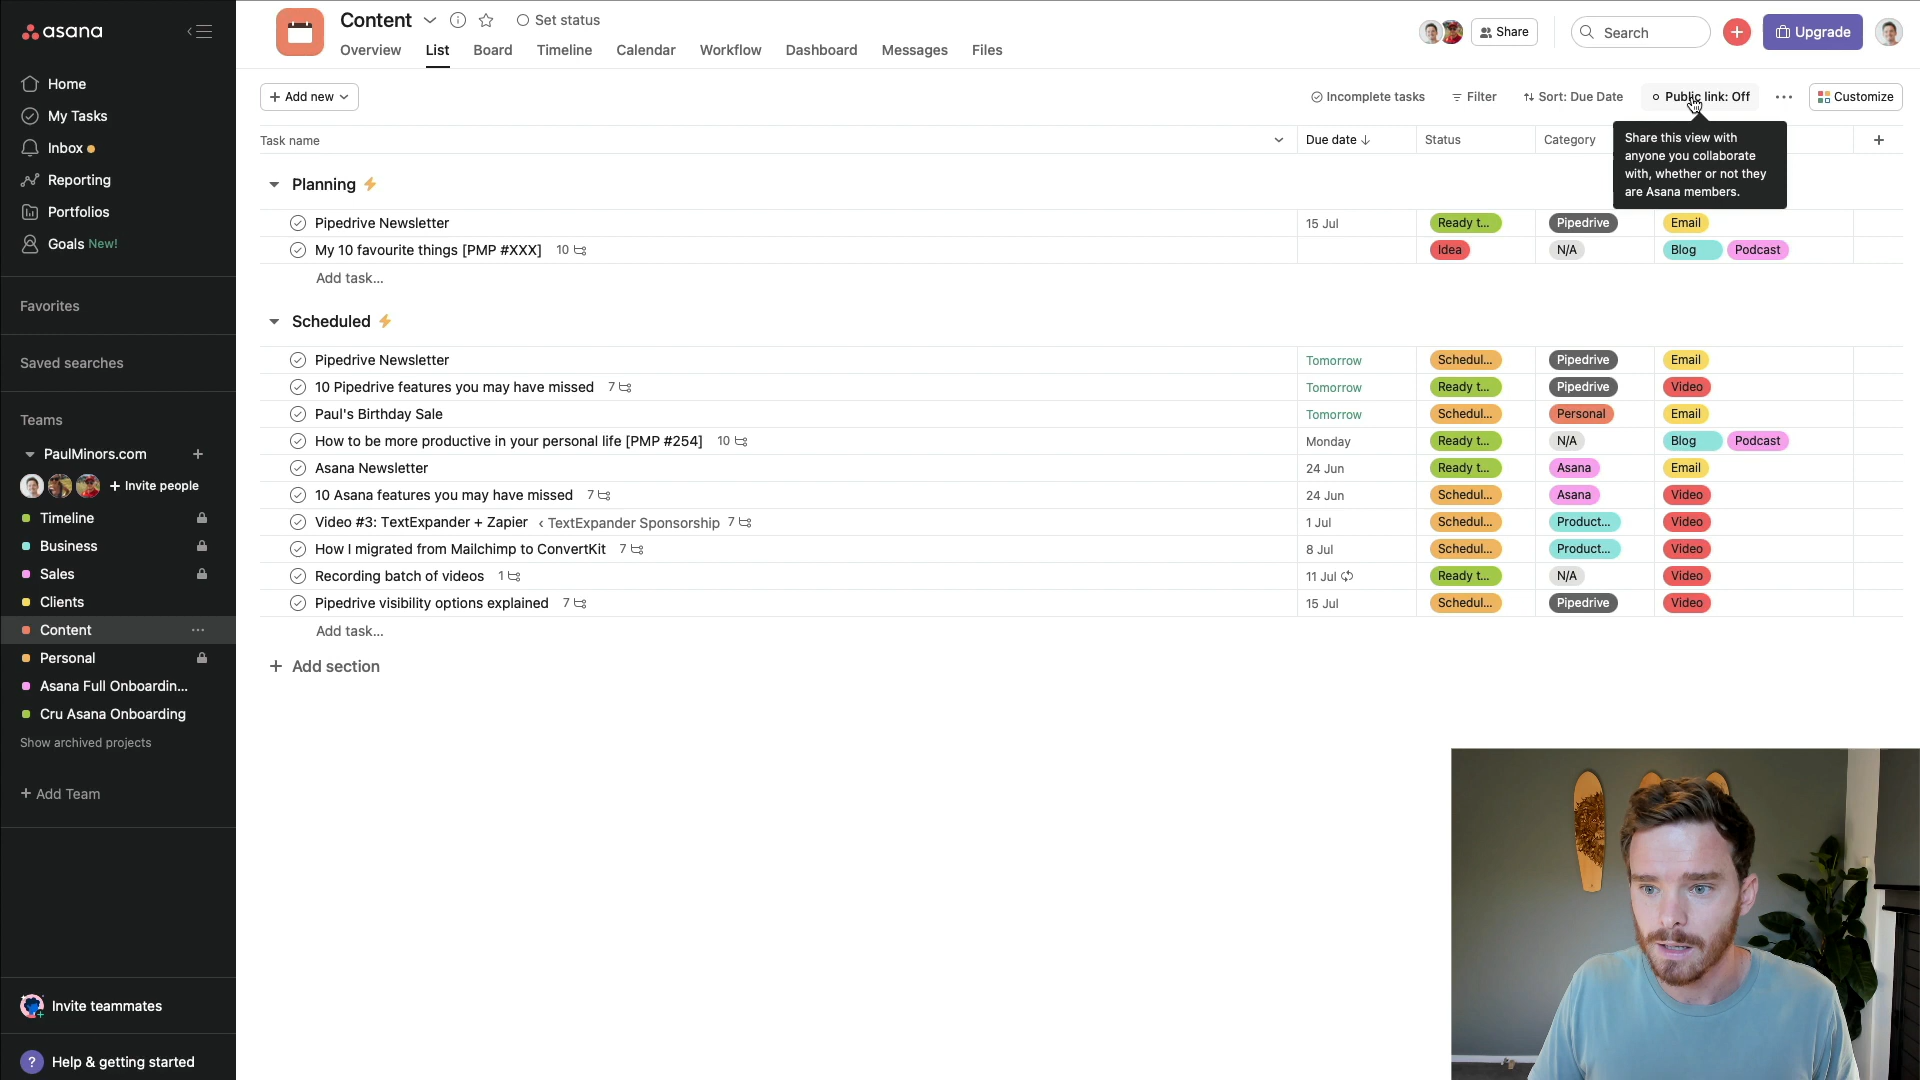 asana
Home
My Tasks
Inbox
Reporting
Portfolios
Goals New!
Favorites
Saved searches
Teams
PaulMinors.com +
+ Invite people
Timeline
Business
Sales
Clients
Content ...
Personal
Asana Full Onboardin...
Cru Asana Onboarding
Show archived projects
+ Add Team
Invite teammates
? Help & getting started
Content Set status
Overview List Board Timeline Calendar Workflow Dashboard Messages Files
Share Search + Upgrade
+ Add new Incomplete tasks Filter Sort: Due Date Public link: Off ... Customize
Share this view with
anyone you collaborate
with, whether or not they
are Asana members.
Task name Due date Status Category +
Planning
Pipedrive Newsletter 15 Jul Ready t... Pipedrive Email
My 10 favourite things [PMP #XXX] 10 Idea N/A Blog Podcast
Add task...
Scheduled
Pipedrive Newsletter Tomorrow Schedul... Pipedrive Email
10 Pipedrive features you may have missed 7 Tomorrow Ready t... Pipedrive Video
Paul's Birthday Sale Tomorrow Schedul... Personal Email
How to be more productive in your personal life [PMP #254] 10 Monday Ready t... N/A Blog Podcast
Asana Newsletter 24 Jun Ready t... Asana Email
10 Asana features you may have missed 7 24 Jun Schedul... Asana Video
Video #3: TextExpander + Zapier ‹ TextExpander Sponsorship 7 1 Jul Schedul... Product... Video
How I migrated from Mailchimp to ConvertKit 7 8 Jul Schedul... Product... Video
Recording batch of videos 1 11 Jul Ready t... N/A Video
Pipedrive visibility options explained 7 15 Jul Schedul... Pipedrive Video
Add task...
+ Add section